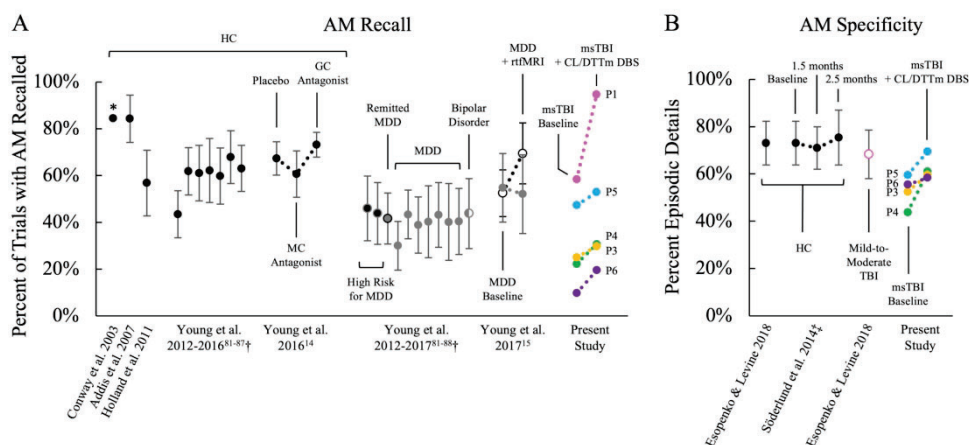 A
AM Recall
Percent of Trials with AM Recalled
100%
80%
60%
40%
20%
0%
HC
*
Placebo
GC
Antagonist
MC
Antagonist
Remitted
MDD
MDD
Bipolar
Disorder
High Risk
for MDD
MDD
+ rtfMRI
MDD
Baseline
msTBI
+ CL/DTTm DBS
msTBI
Baseline
P1
P5
P4
P3
P6
Conway et al. 2003
Addis et al. 2007
Holland et al. 2011
Young et al.
2012-2016⁸¹⁻⁸⁷†
Young et al.
2016¹⁴
Young et al.
2012-2017⁸¹⁻⁸⁸†
Young et al.
2017¹⁵
Present
Study
B
AM Specificity
Percent Episodic Details
100%
80%
60%
40%
20%
0%
1.5 months
Baseline
2.5 months
msTBI
+ CL/DTTm DBS
HC
Mild-to-
Moderate
TBI
P5
P6
P3
P4
msTBI
Baseline
Esopenko & Levine 2018
Söderlund et al. 2014‡
Esopenko & Levine 2018
Present
Study